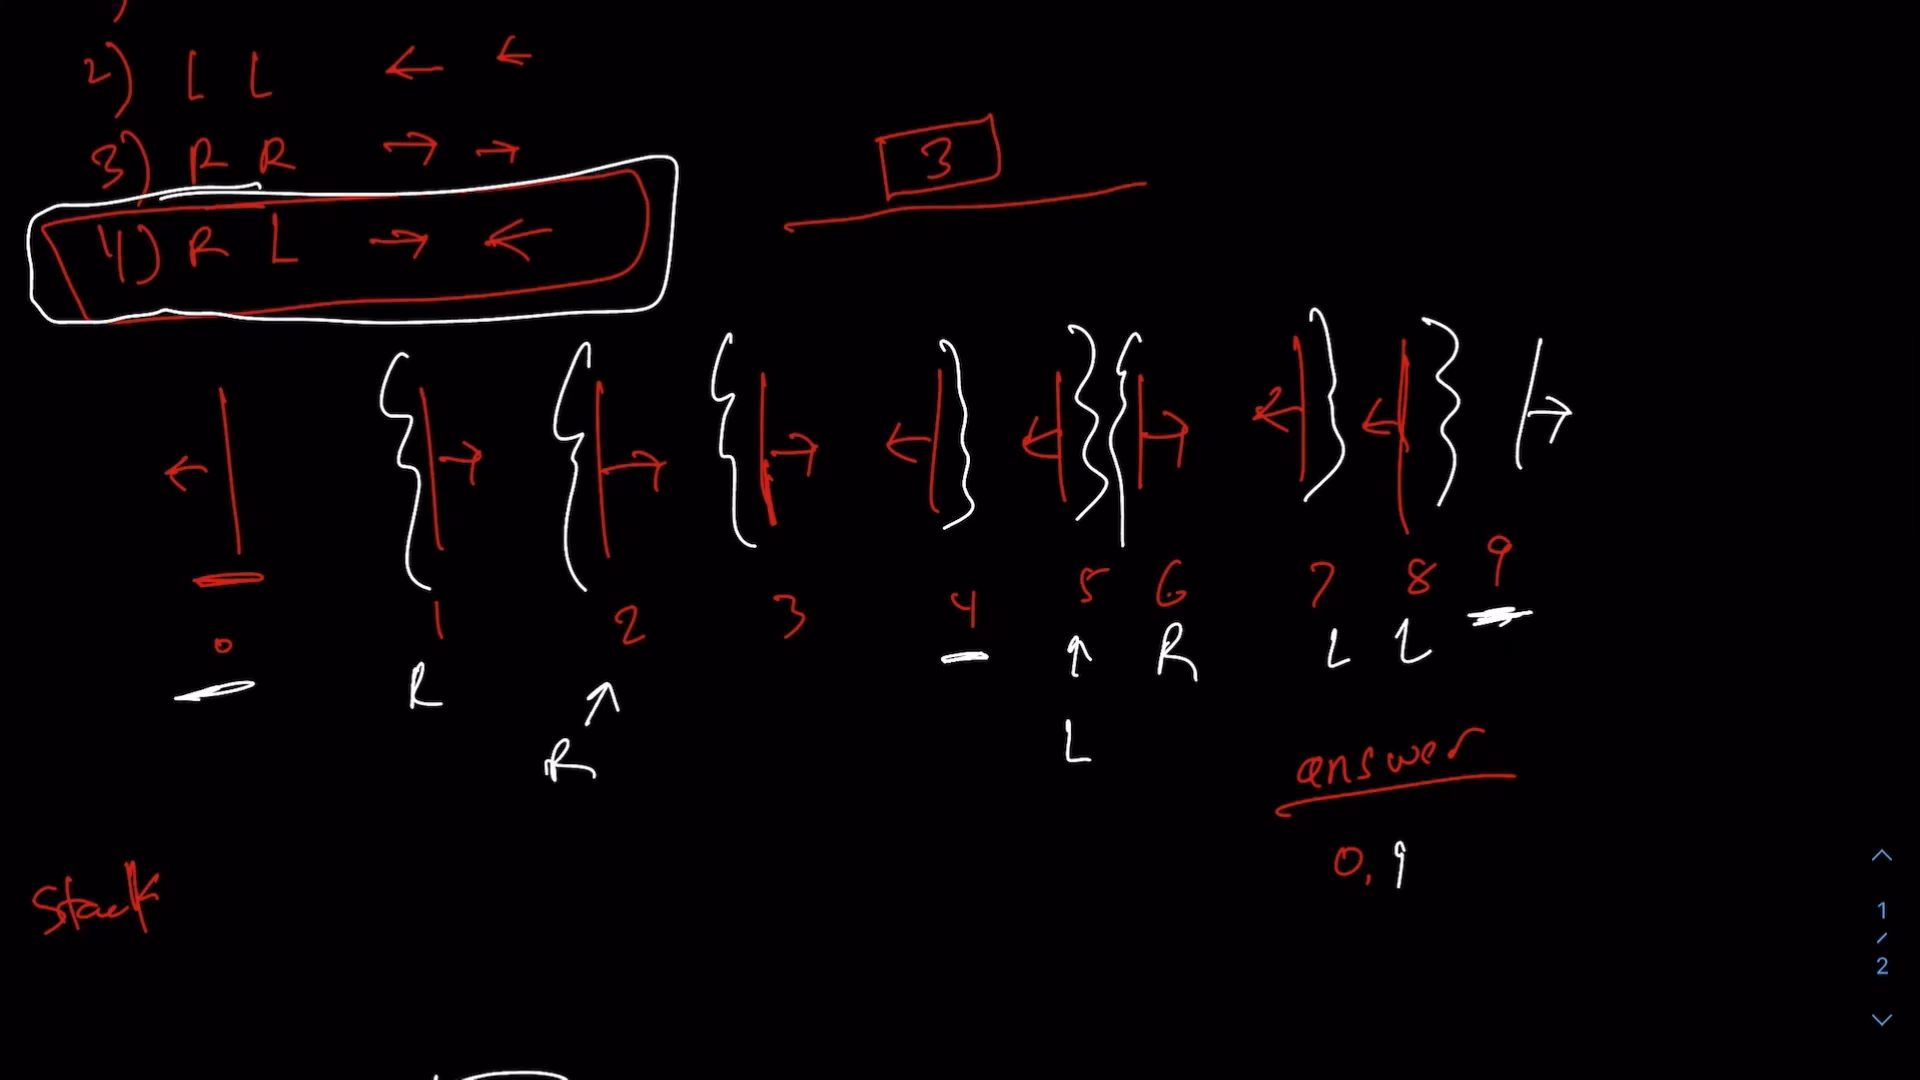 2) L L ← ←
3) R R → →
3
4) R L → ←
0 1 2 3 4 5 6 7 8 9
R R L R L L
answer
0, 9
Stack
1
/
2